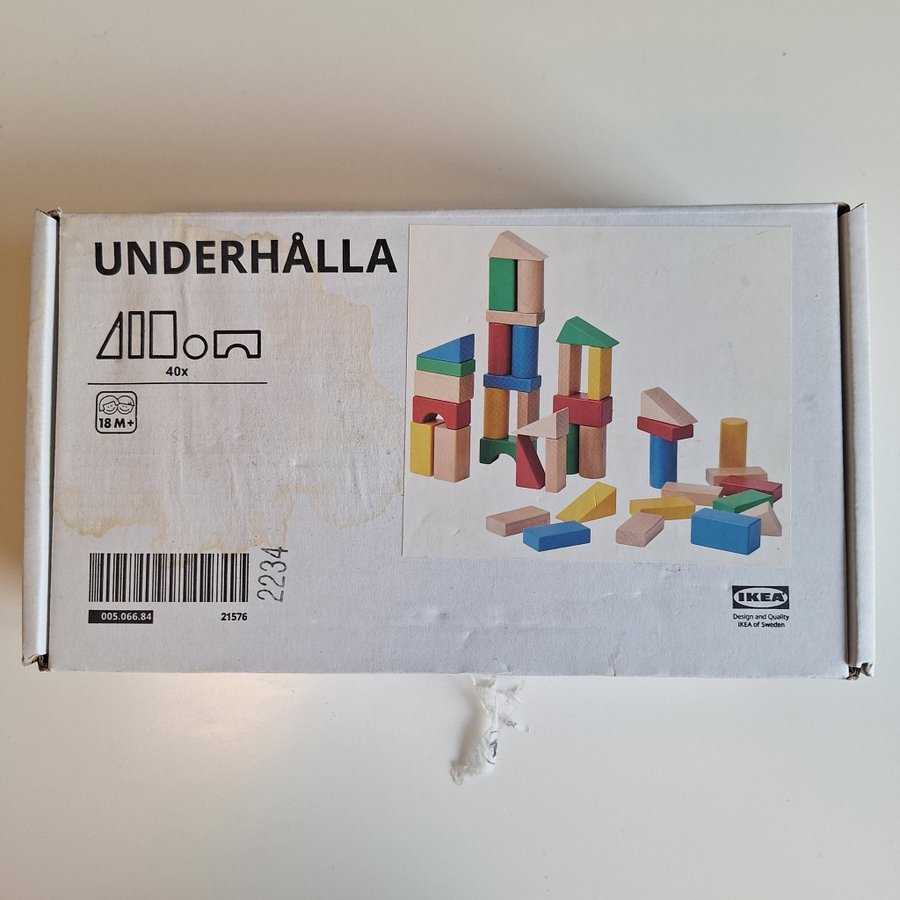 UNDERHÅLLA
40x
18 M+
2234
005.066.84 21576
IKEA
Design and Quality
IKEA of Sweden